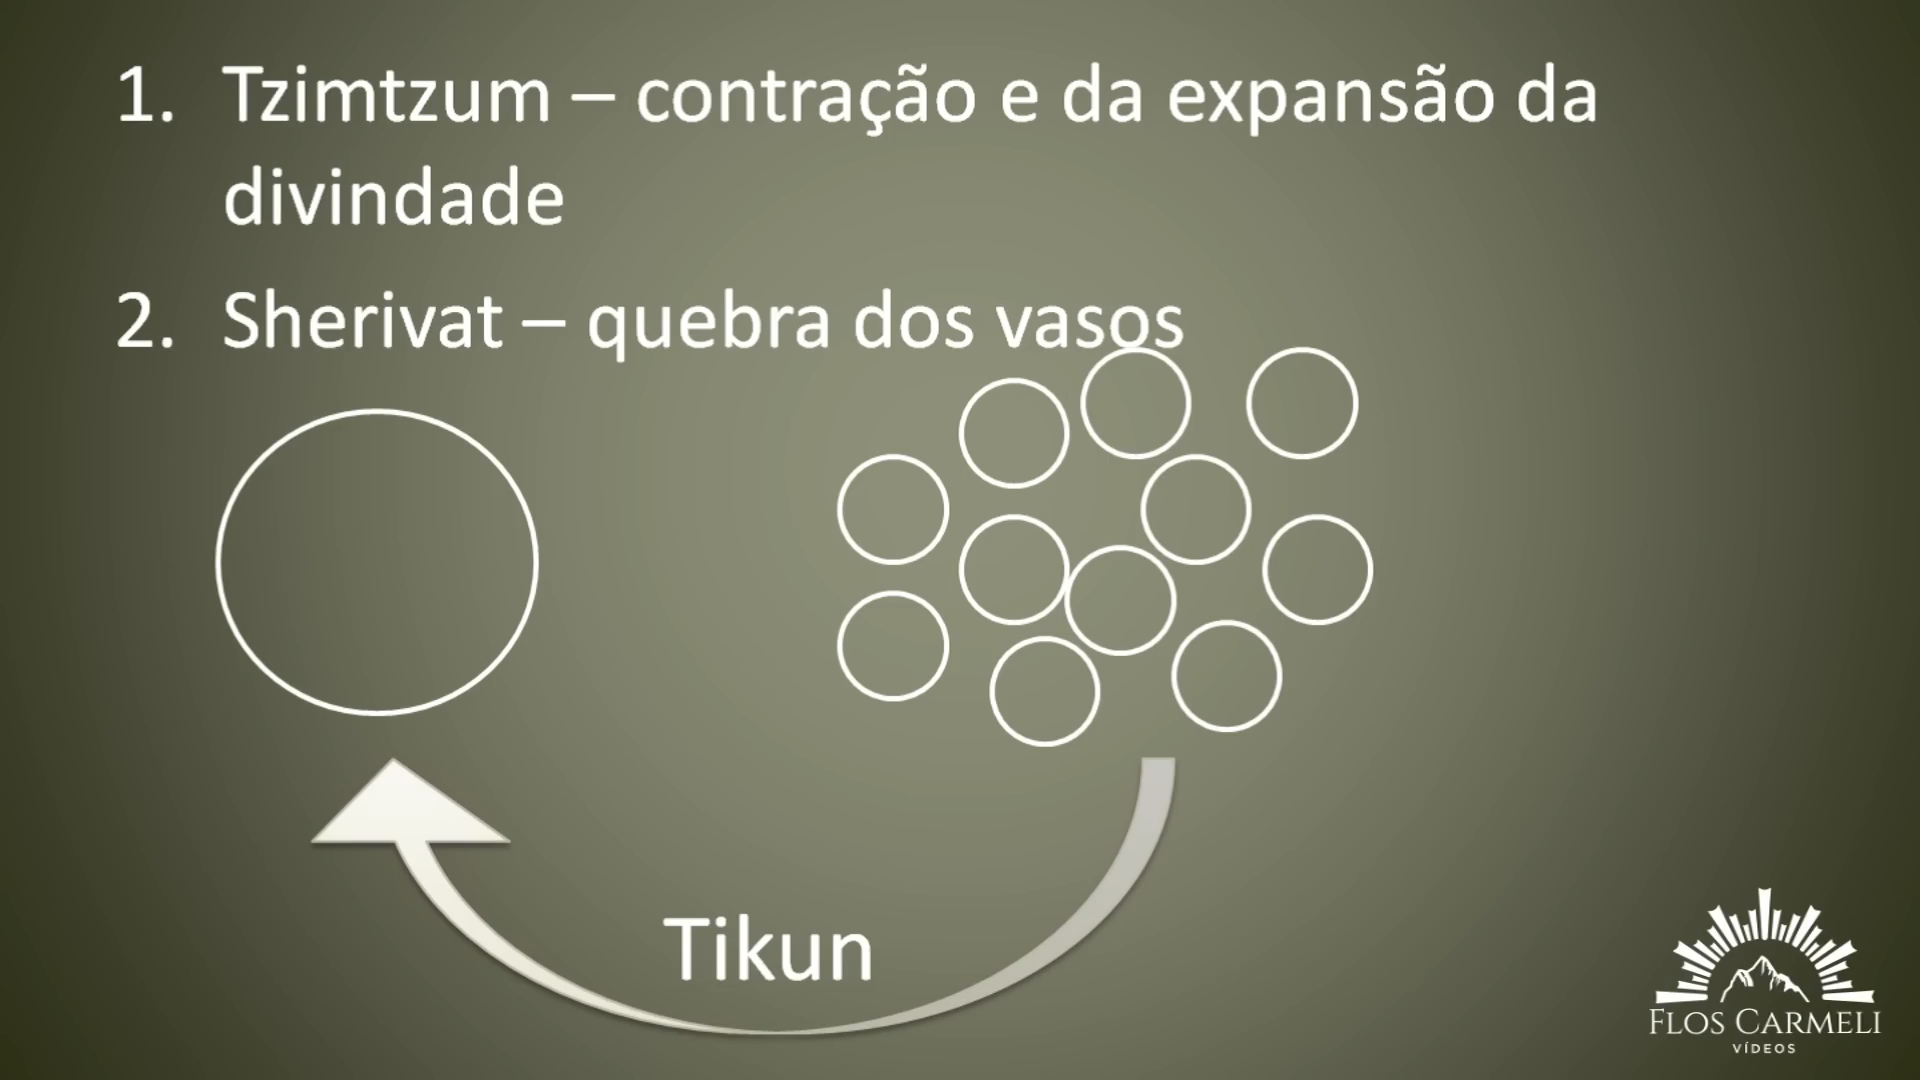 1. Tzimtzum – contração e da expansão da
divindade
2. Sherivat – quebra dos vasos
Tikun
FLOS CARMELI
VÍDEOS